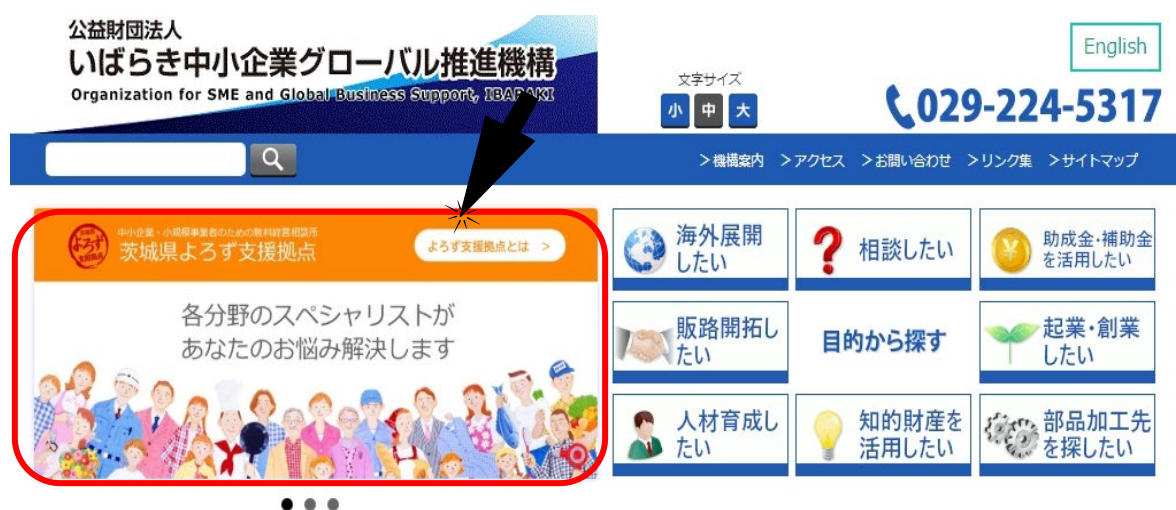 公益財団法人
いばらき中小企業グローバル推進機構
Organization for SME and Global Business Support, IBARAKI
English
文字サイズ
小 中 大
029-224-5317
>機構案内 >アクセス >お問い合わせ >リンク集 >サイトマップ
茨城県
よろず
支援拠点
中小企業・小規模事業者のための無料経営相談所
茨城県よろず支援拠点
よろず支援拠点とは >
各分野のスペシャリストが
あなたのお悩み解決します
海外展開
したい
相談したい
助成金・補助金
を活用したい
販路開拓し
たい
目的から探す
起業・創業
したい
人材育成し
たい
知的財産を
活用したい
部品加工先
を探したい